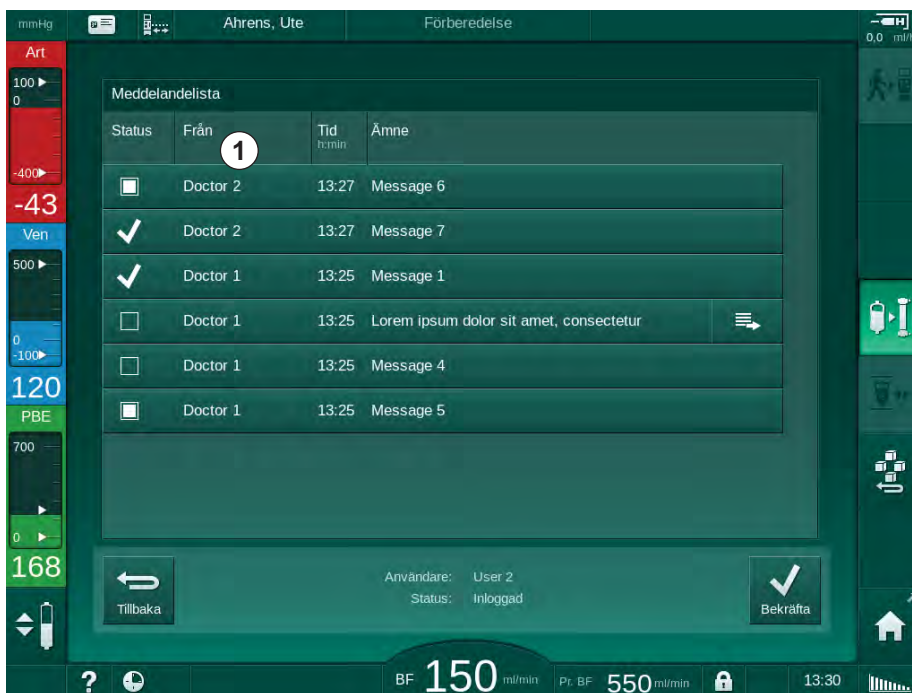 mmHg
Ahrens, Ute
Förberedelse
0,0 ml/h
Art
100
0
-400
-43
Ven
500
0
-100
120
PBE
700
0
168
Meddelandelista
Status Från Tid Ämne
h:min
1
Doctor 2 13:27 Message 6
Doctor 2 13:27 Message 7
Doctor 1 13:25 Message 1
Doctor 1 13:25 Lorem ipsum dolor sit amet, consectetur
Doctor 1 13:25 Message 4
Doctor 1 13:25 Message 5
Tillbaka
Användare: User 2
Status: Inloggad
Bekräfta
? BF 150 ml/min Pr. BF 550 ml/min 13:30